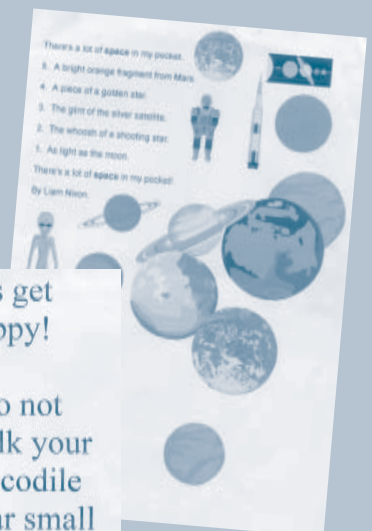 There's a lot of space in my pocket.
5. A bright orange fragment from Mars.
4. A piece of a golden star.
3. The glint of the silver satellite.
2. The whoosh of a shooting star.
1. As light as the moon.
There's a lot of space in my pocket!
By Liam Nixon.
s get
ppy!
o not
lk your
codile
ar small